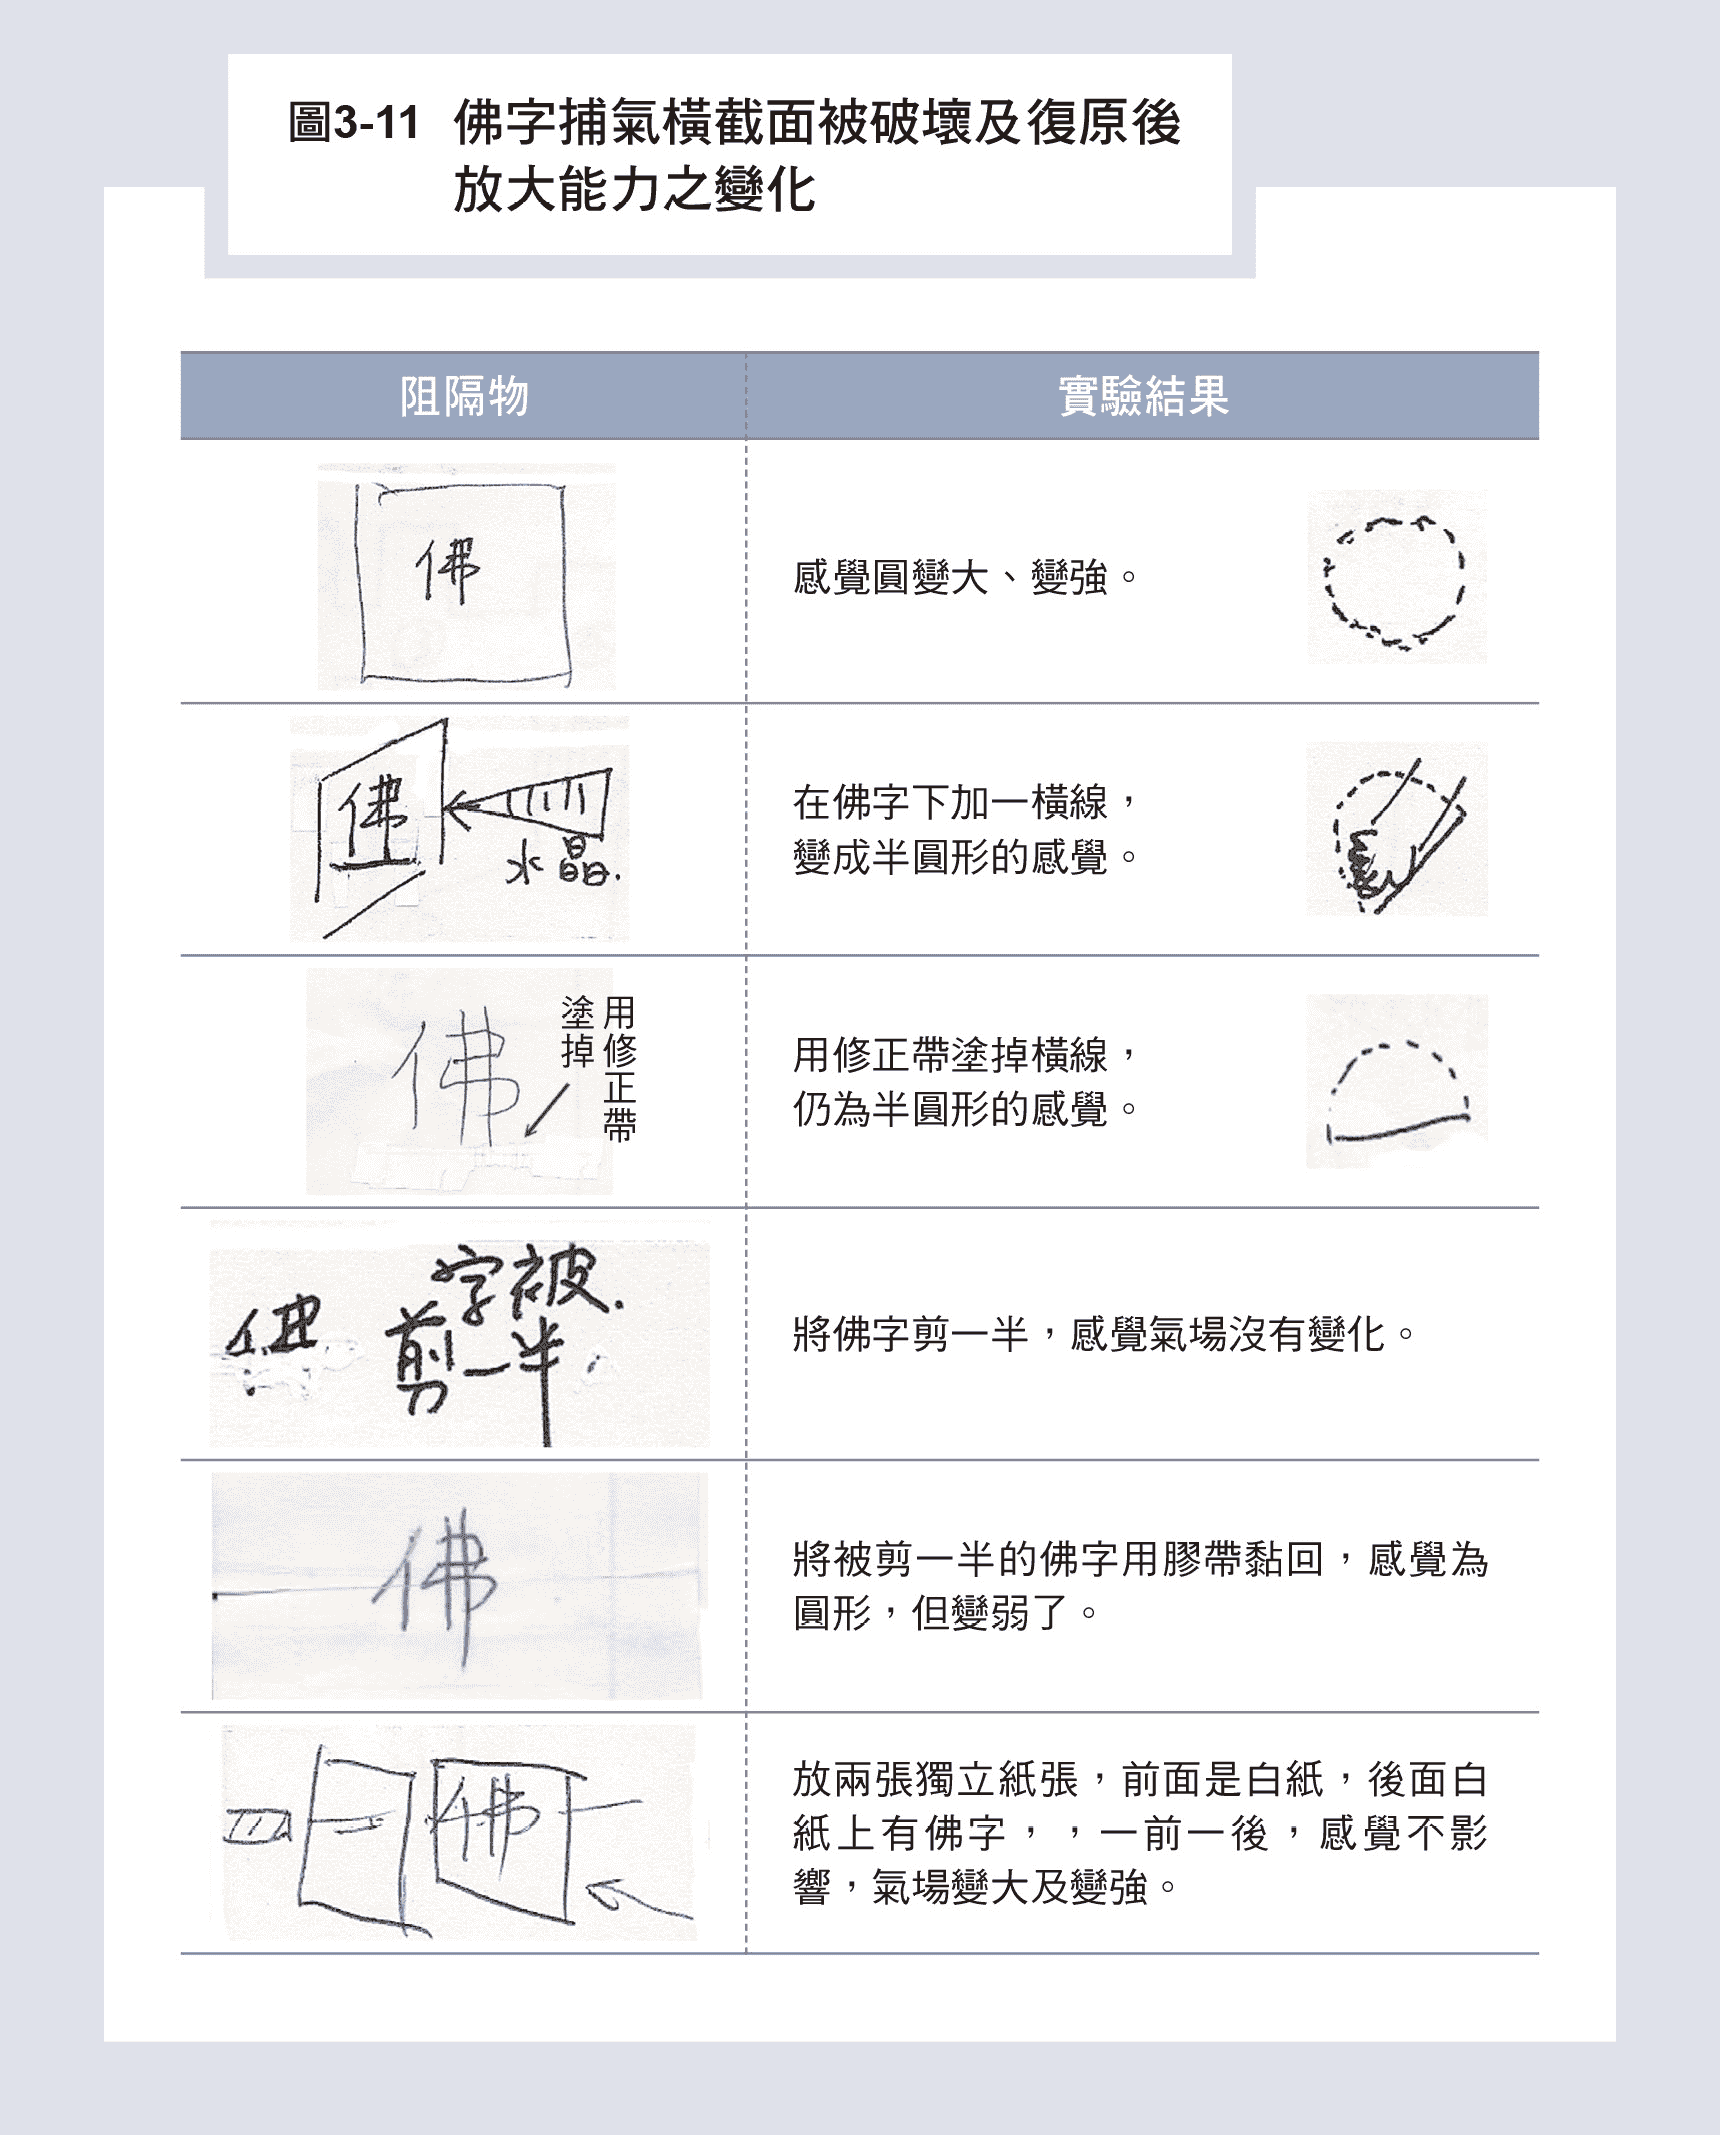 圖3-11 佛字捕氣橫截面被破壞及復原後
放大能力之變化
阻隔物
實驗結果
佛
感覺圓變大、變強。
佛
水晶.
在佛字下加一橫線，
變成半圓形的感覺。
佛
用修正帶
塗掉
用修正帶塗掉橫線，
仍為半圓形的感覺。
字被.
剪一半
將佛字剪一半，感覺氣場沒有變化。
佛
將被剪一半的佛字用膠帶黏回，感覺為
圓形，但變弱了。
佛
放兩張獨立紙張，前面是白紙，後面白
紙上有佛字，，一前一後，感覺不影
響，氣場變大及變強。